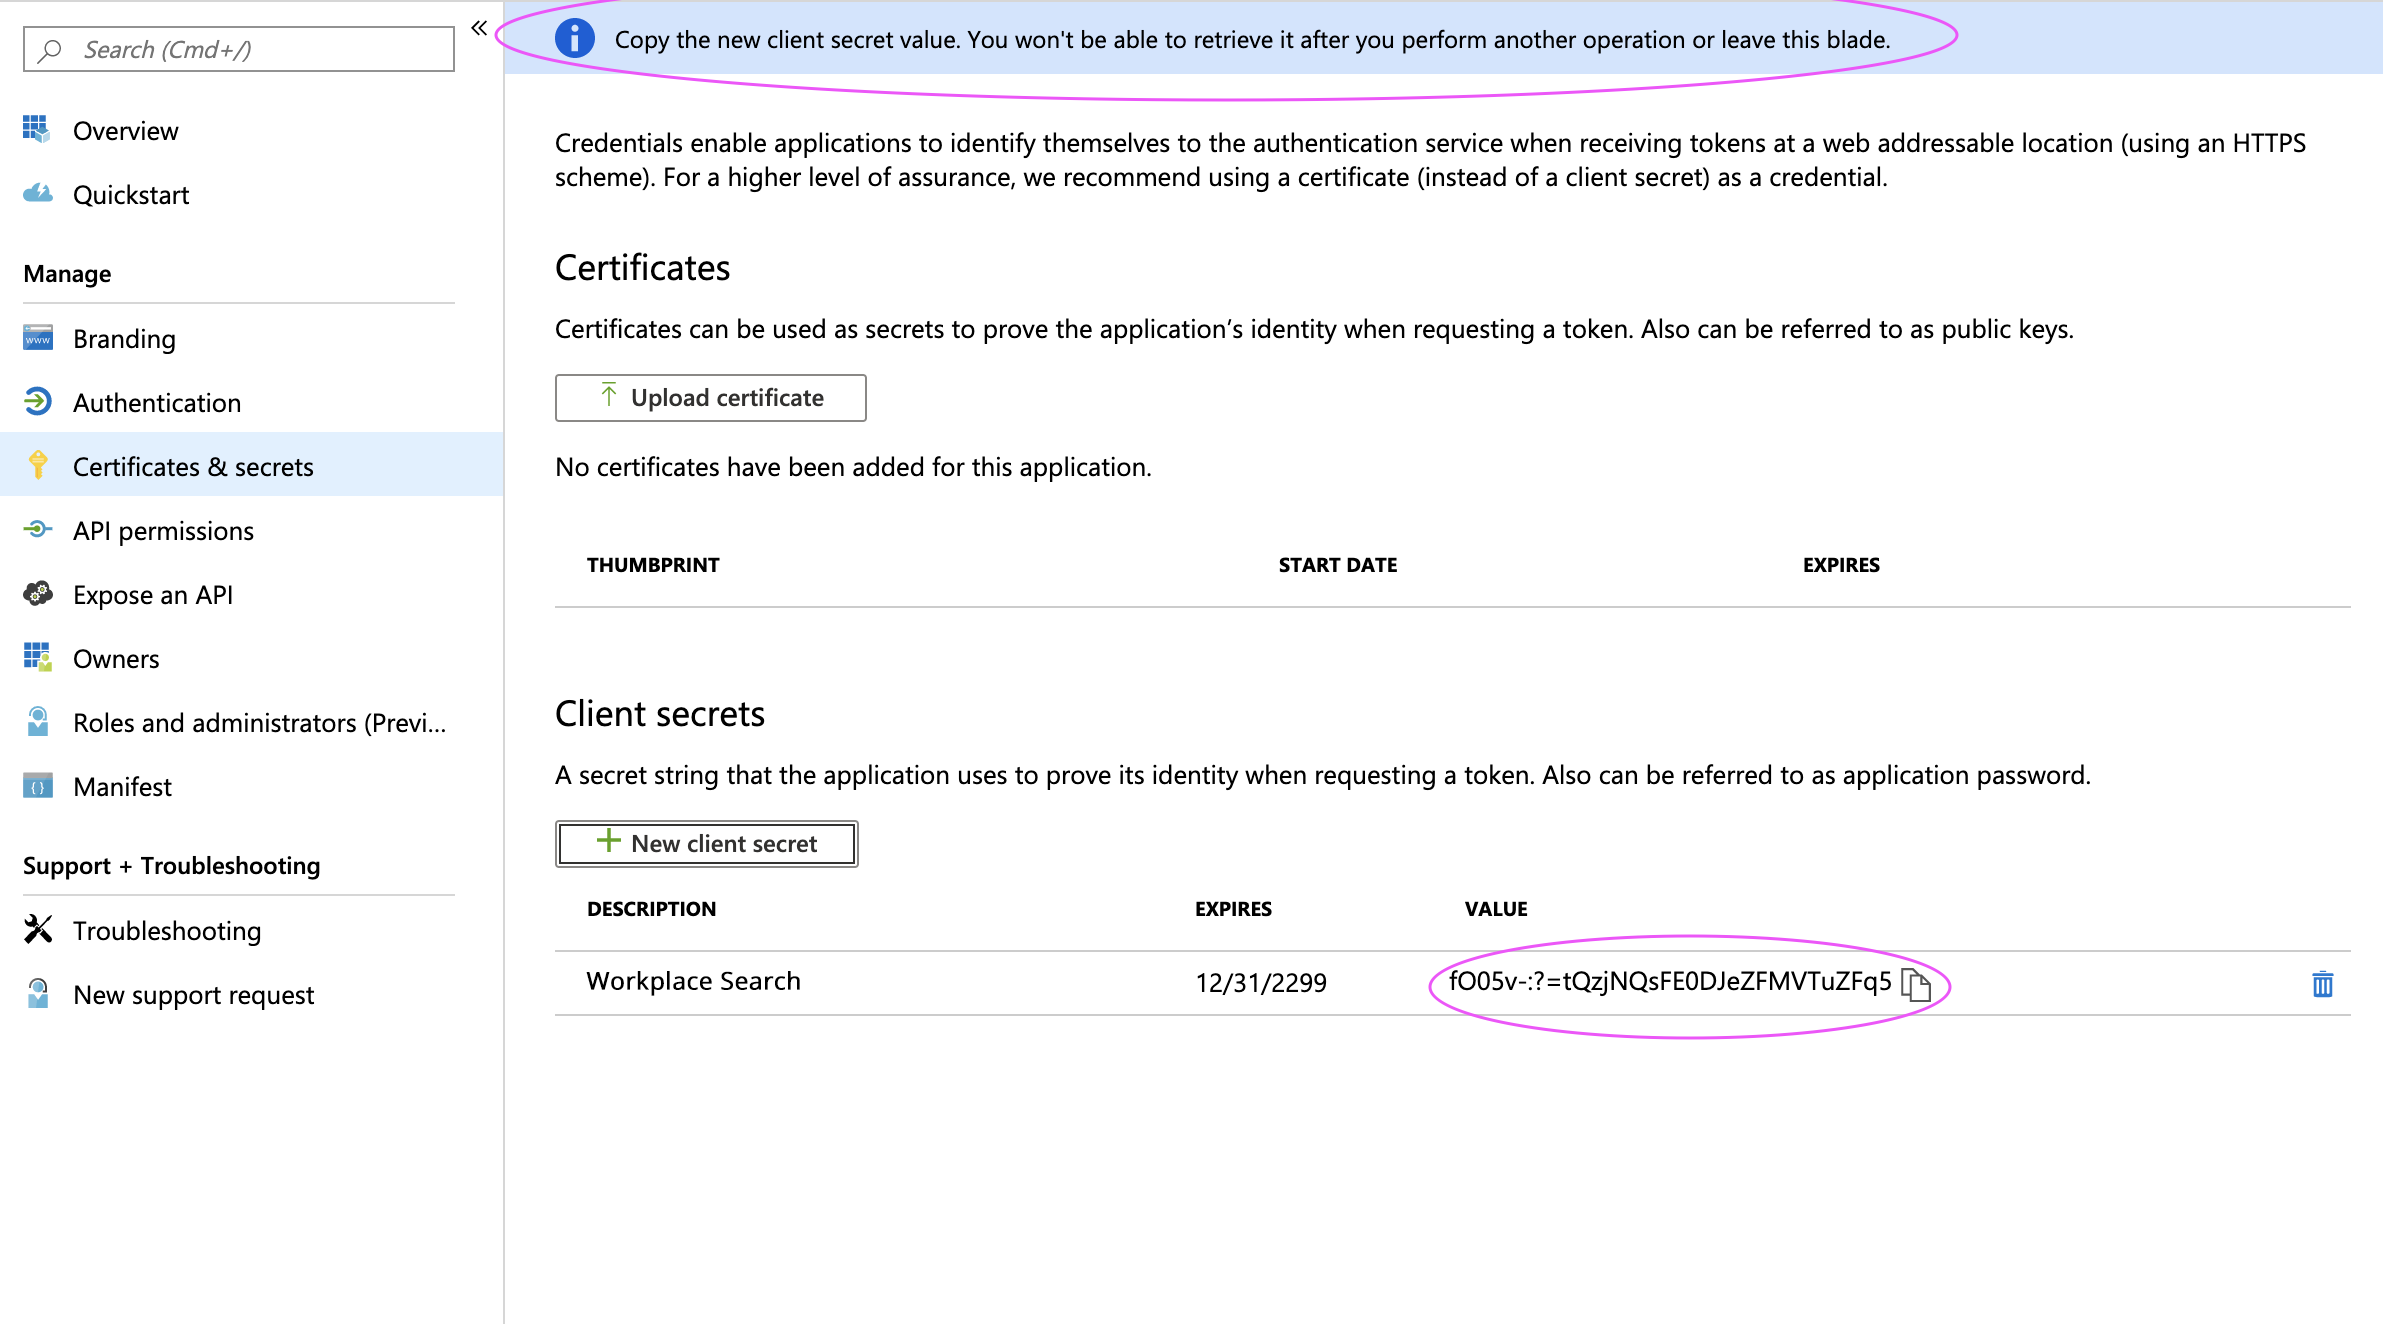 Search (Cmd+/)
«
Overview
Quickstart
Manage
Branding
Authentication
Certificates & secrets
API permissions
Expose an API
Owners
Roles and administrators (Previ...
Manifest
Support + Troubleshooting
Troubleshooting
New support request
Copy the new client secret value. You won't be able to retrieve it after you perform another operation or leave this blade.
Credentials enable applications to identify themselves to the authentication service when receiving tokens at a web addressable location (using an HTTPS
scheme). For a higher level of assurance, we recommend using a certificate (instead of a client secret) as a credential.
Certificates
Certificates can be used as secrets to prove the application’s identity when requesting a token. Also can be referred to as public keys.
Upload certificate
No certificates have been added for this application.
THUMBPRINT START DATE EXPIRES
Client secrets
A secret string that the application uses to prove its identity when requesting a token. Also can be referred to as application password.
New client secret
DESCRIPTION EXPIRES VALUE
Workplace Search 12/31/2299 fO05v-:?=tQzjNQsFE0DJeZFMVTuZFq5